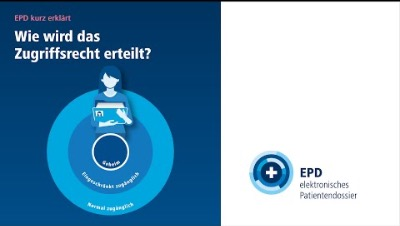 EPD kurz erklärt
Wie wird das
Zugriffsrecht erteilt?
Geheim
Eingeschränkt zugänglich
Normal zugänglich
EPD
elektronisches
Patientendossier